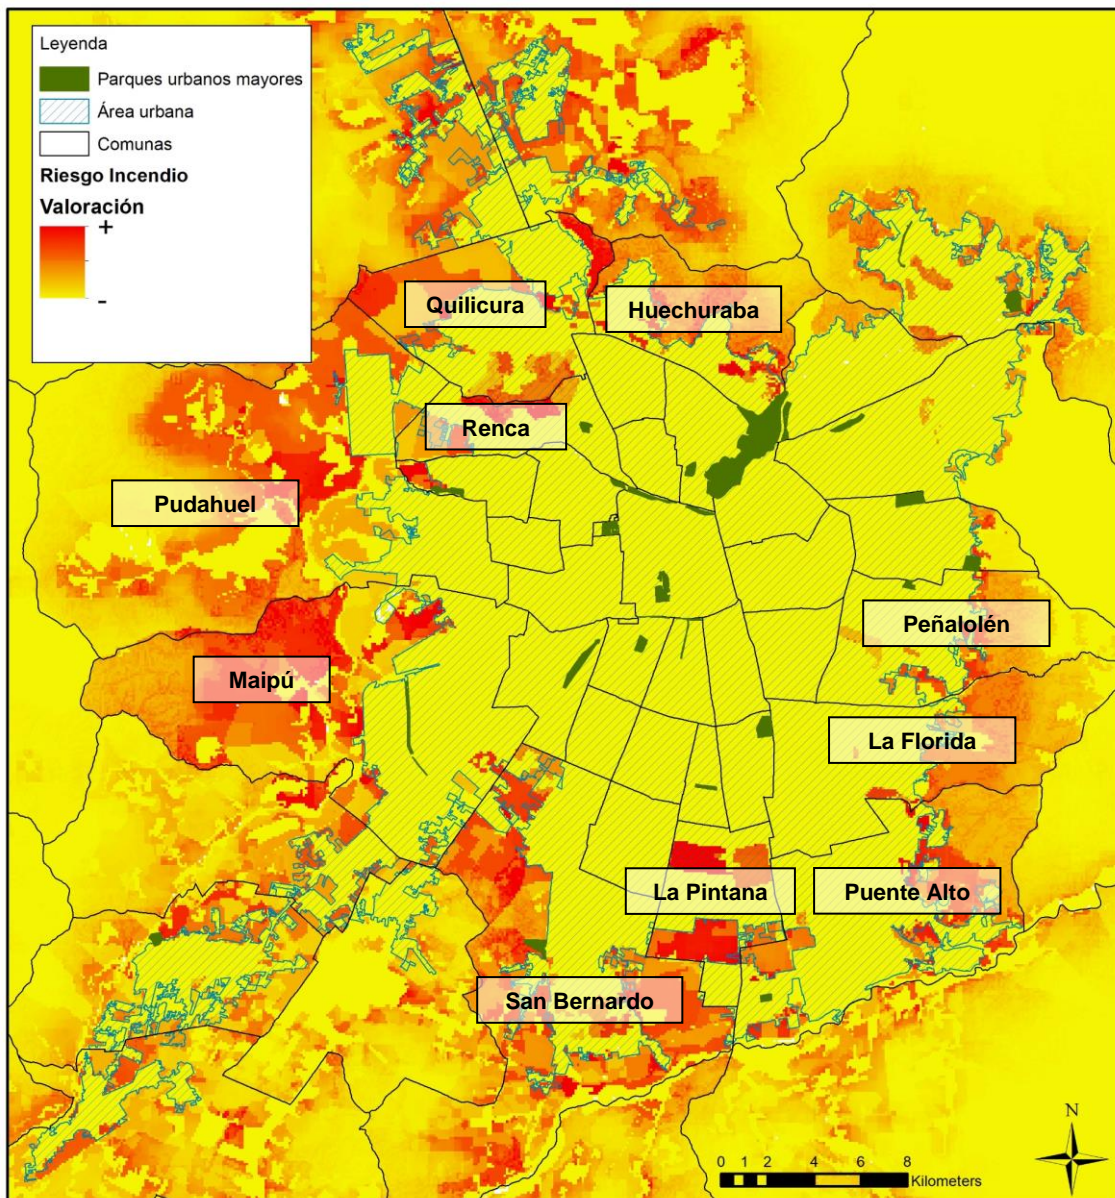 Leyenda
Parques urbanos mayores
Área urbana
Comunas
Riesgo Incendio
Valoración
+
-
Quilicura
Huechuraba
Renca
Pudahuel
Peñalolén
Maipú
La Florida
La Pintana
Puente Alto
San Bernardo
N
0 1 2 4 6 8
Kilometers